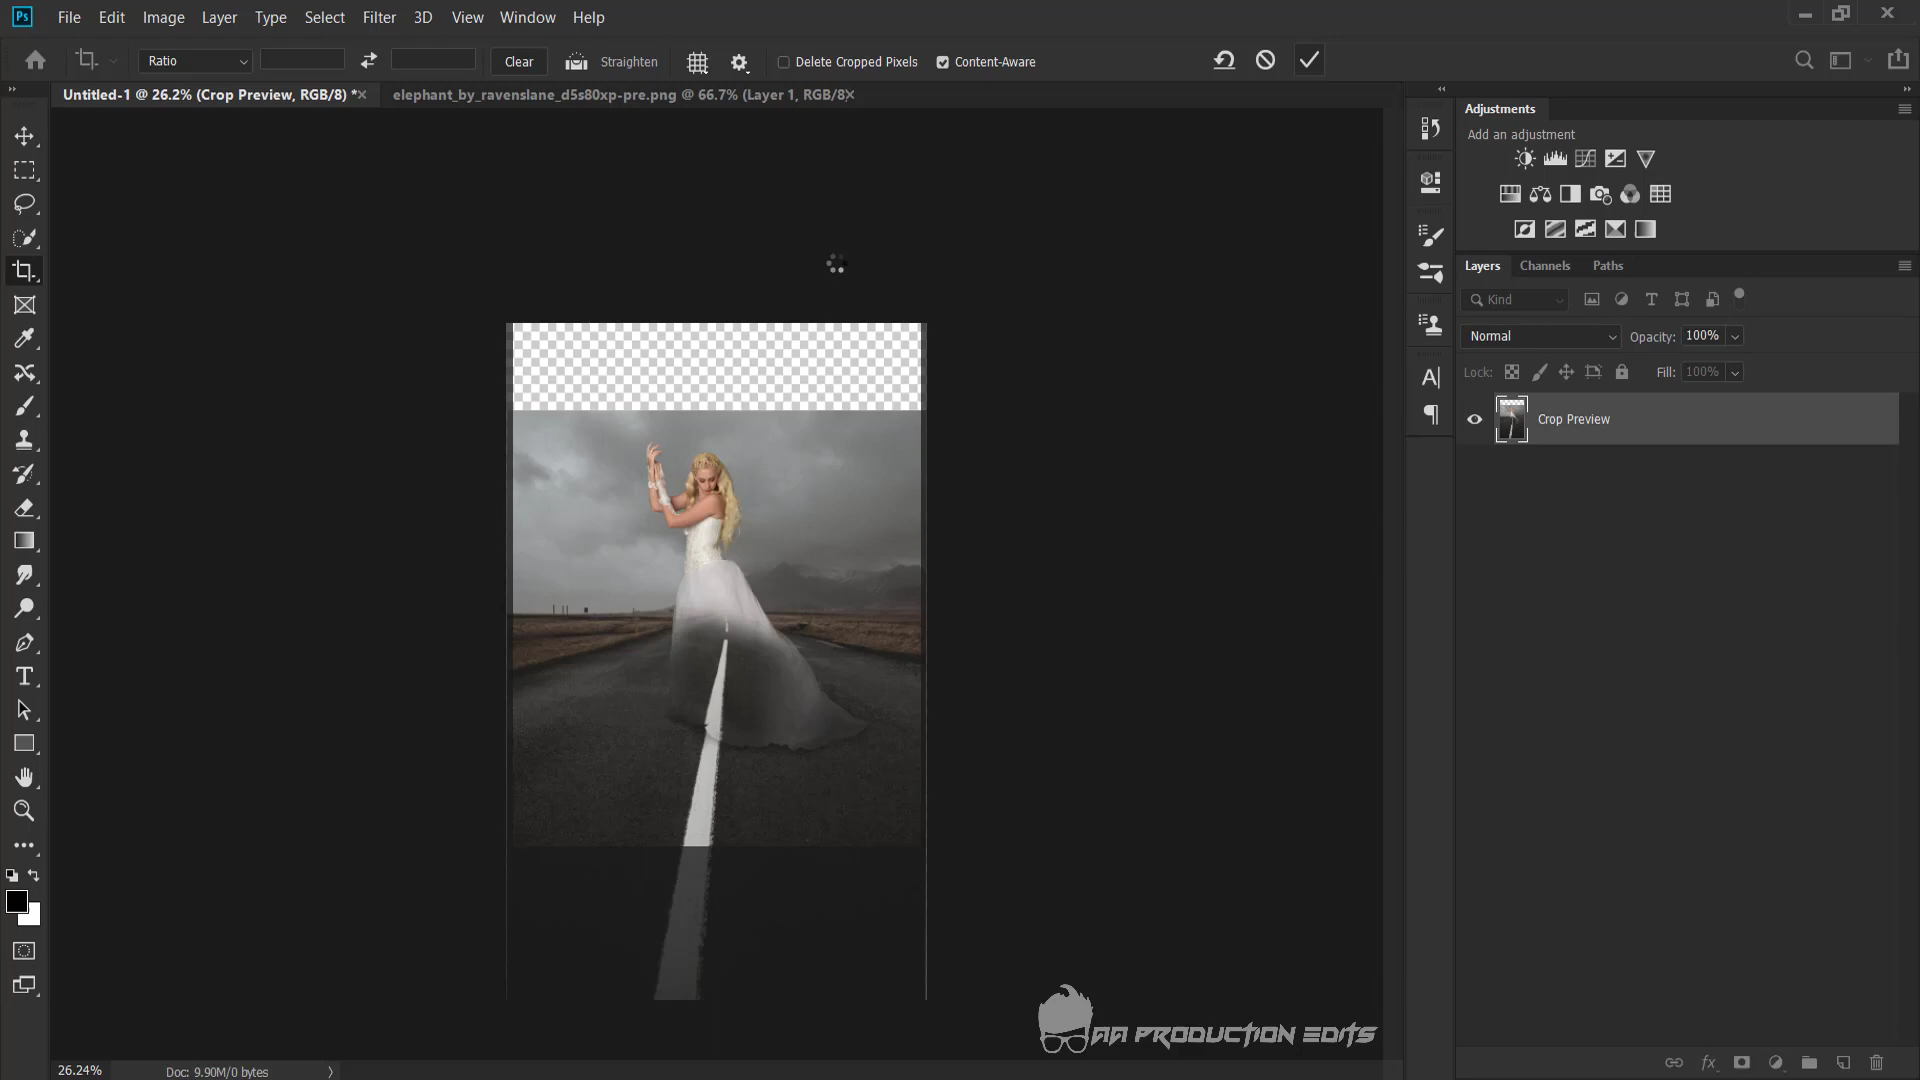 Ps File Edit Image Layer Type Select Filter 3D View Window Help
Ratio Clear Straighten Delete Cropped Pixels Content-Aware
Untitled-1 @ 26.2% (Crop Preview, RGB/8) * elephant_by_ravenslane_d5s80xp-pre.png @ 66.7% (Layer 1, RGB/8)
Adjustments
Add an adjustment
Layers Channels Paths
Kind
Normal Opacity: 100%
Lock: Fill: 100%
Crop Preview
AA PRODUCTION EDITS
26.24% Doc: 9.90M/0 bytes